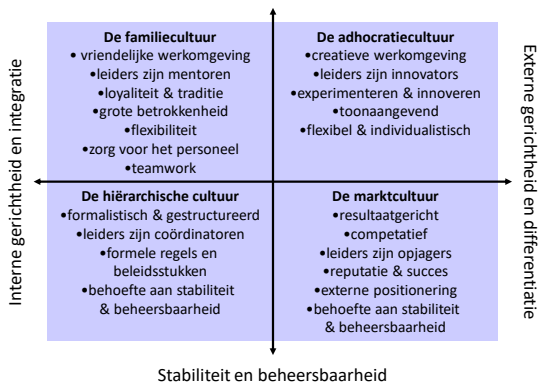 De familiecultuur
• vriendelijke werkomgeving
•leiders zijn mentoren
•loyaliteit & traditie
•grote betrokkenheid
•flexibiliteit
•zorg voor het personeel
•teamwork
De adhocratiecultuur
•creatieve werkomgeving
•leiders zijn innovators
•experimenteren & innoveren
•toonaangevend
•flexibel & individualistisch
Interne gerichtheid en integratie
Externe gerichtheid en differentiatie
De hiërarchische cultuur
•formalistisch & gestructureerd
•leiders zijn coördinatoren
•formele regels en
beleidsstukken
•behoefte aan stabiliteit
& beheersbaarheid
De marktcultuur
•resultaatgericht
•competatief
•leiders zijn opjagers
•reputatie & succes
•externe positionering
•behoefte aan stabiliteit
& beheersbaarheid
Stabiliteit en beheersbaarheid